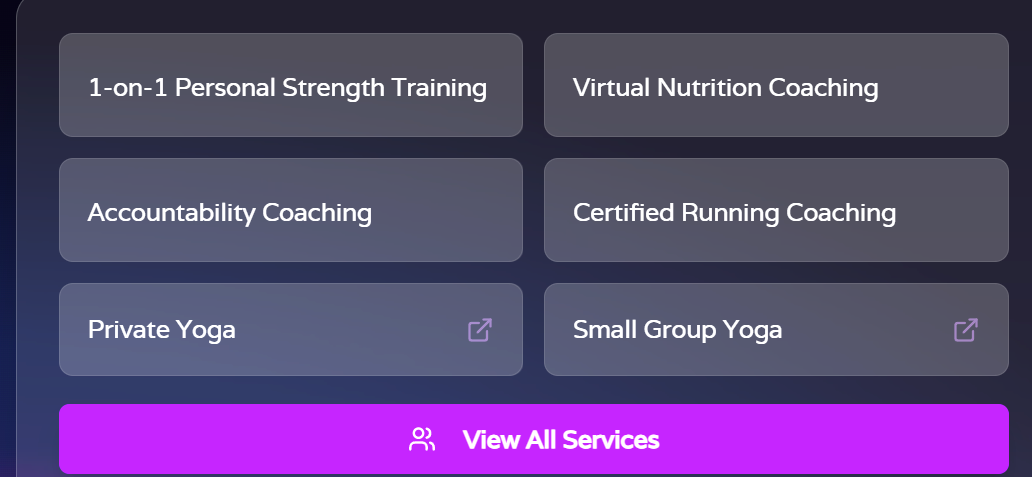 1-on-1 Personal Strength Training
Virtual Nutrition Coaching
Accountability Coaching
Certified Running Coaching
Private Yoga
Small Group Yoga
View All Services